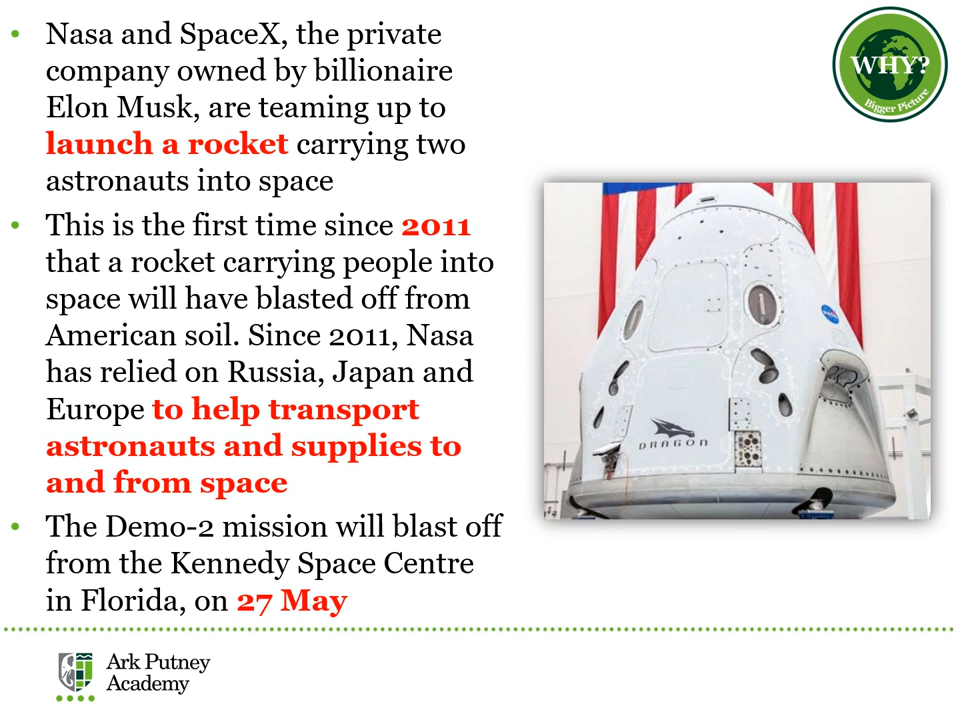 • Nasa and SpaceX, the private
company owned by billionaire
Elon Musk, are teaming up to
launch a rocket carrying two
astronauts into space
• This is the first time since 2011
that a rocket carrying people into
space will have blasted off from
American soil. Since 2011, Nasa
has relied on Russia, Japan and
Europe to help transport
astronauts and supplies to
and from space
• The Demo-2 mission will blast off
from the Kennedy Space Centre
in Florida, on 27 May
WHY?
Bigger Picture
NASA
DRAGON
Ark Putney
Academy